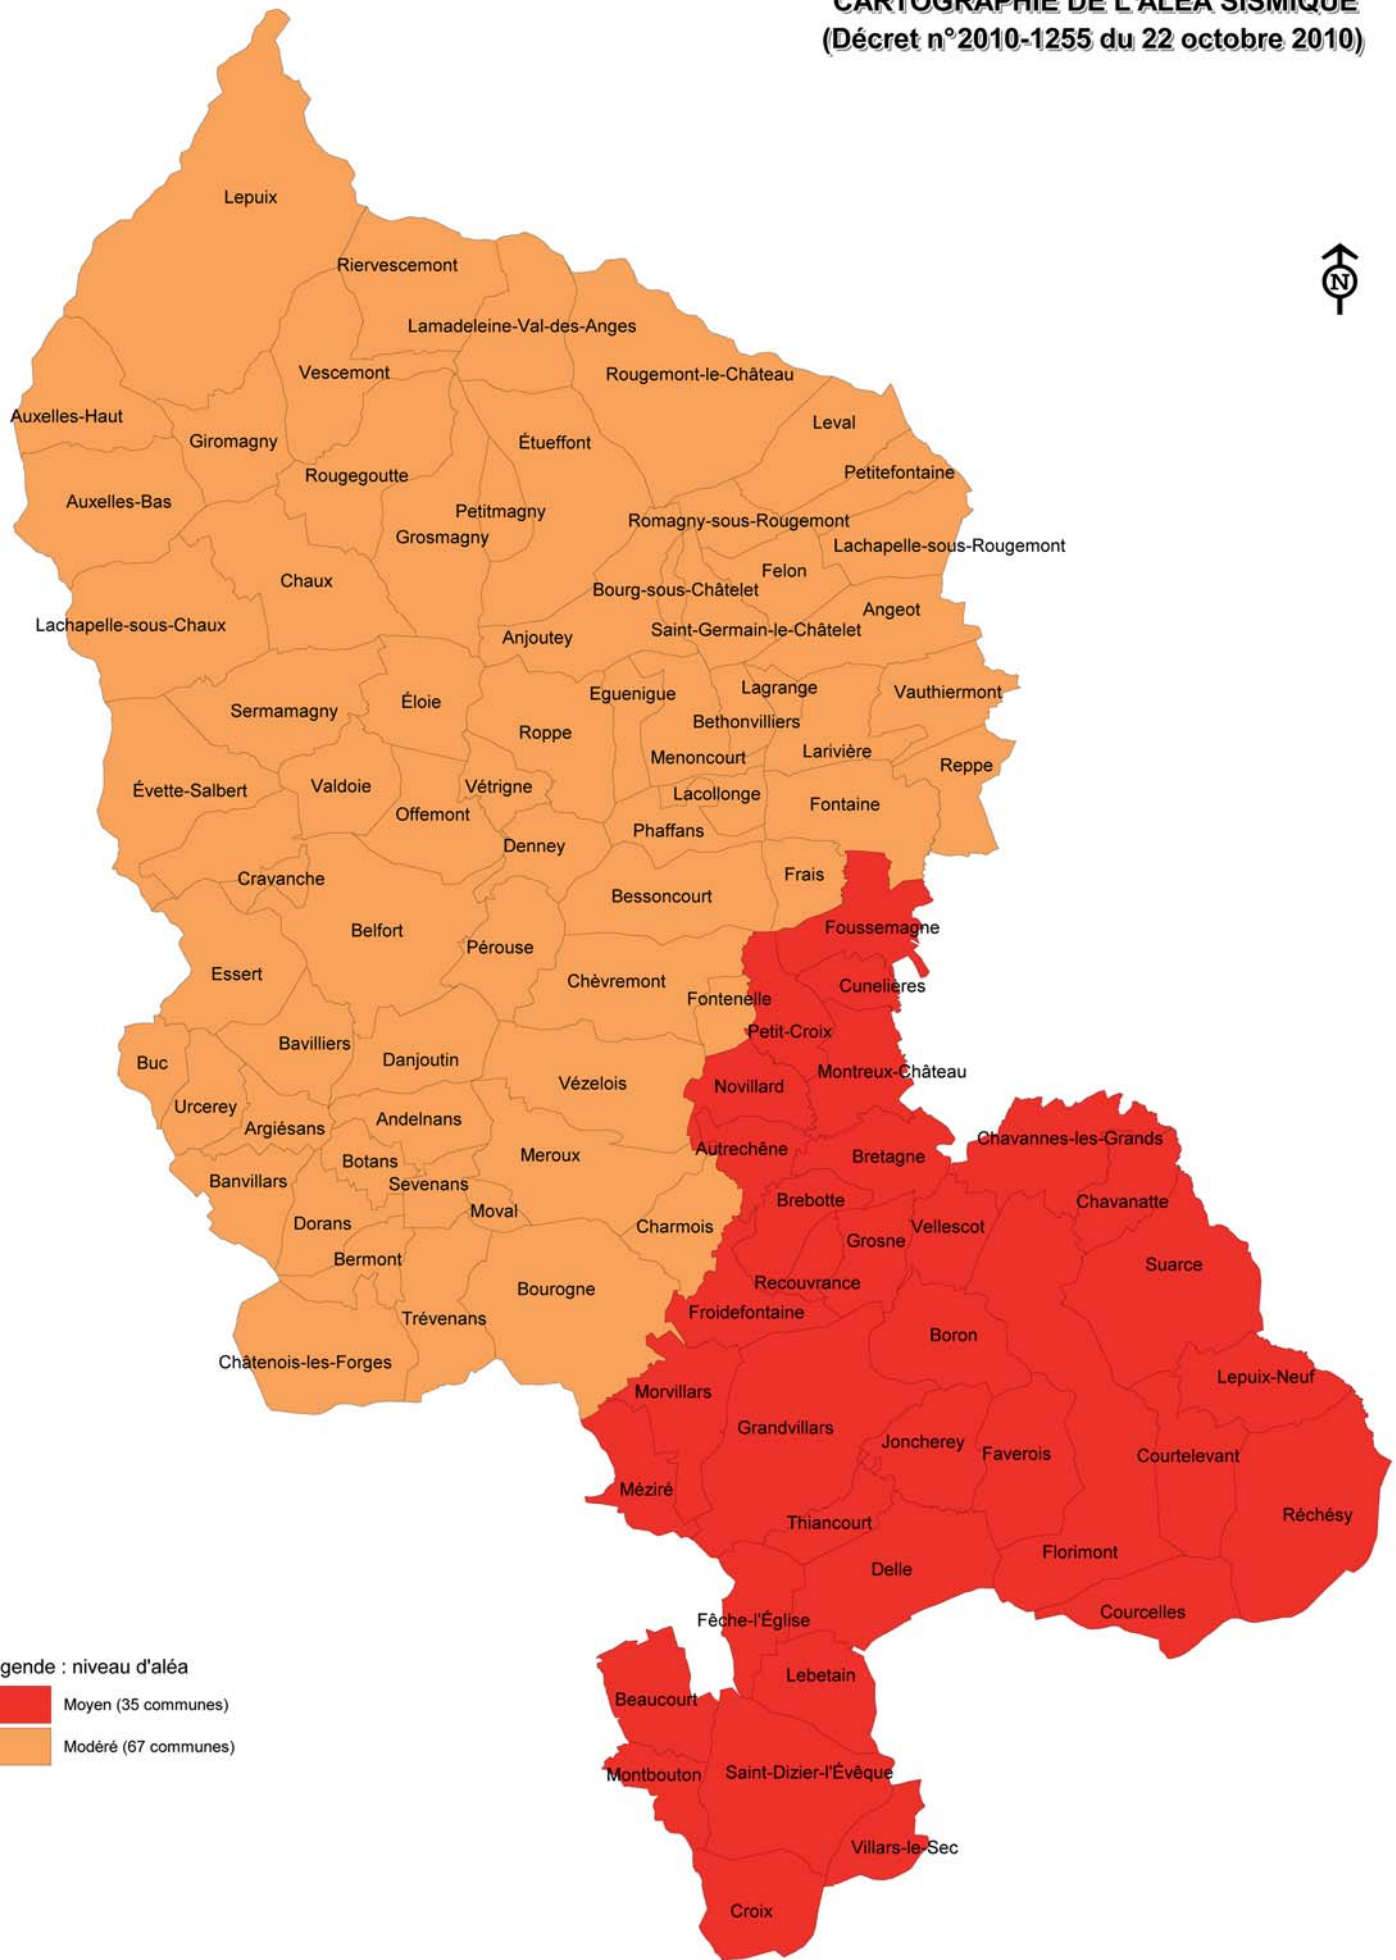 CARTOGRAPHIE DE L'ALEA SISMIQUE
(Décret n°2010-1255 du 22 octobre 2010)
Lepuix
Riervescemont
N
Lamadeleine-Val-des-Anges
Vescemont
Rougemont-le-Château
Auxelles-Haut
Leval
Giromagny
Étueffont
Rougegoutte
Petitefontaine
Auxelles-Bas
Petitmagny
Romagny-sous-Rougemont
Grosmagny
Lachapelle-sous-Rougemont
Chaux
Felon
Bourg-sous-Châtelet
Angeot
Lachapelle-sous-Chaux
Saint-Germain-le-Châtelet
Anjoutey
Lagrange
Eguenigue
Vauthiermont
Éloie
Sermamagny
Bethonvilliers
Roppe
Larivière
Menoncourt
Reppe
Valdoie
Vétrigne
Évette-Salbert
Lacollonge
Fontaine
Offemont
Phaffans
Denney
Frais
Cravanche
Bessoncourt
Belfort
Foussemagne
Pérouse
Essert
Chèvremont
Cunelières
Fontenelle
Petit-Croix
Bavilliers
Danjoutin
Buc
Montreux-Château
Vézelois
Novillard
Urcerey
Andelnans
Argiésans
Chavannes-les-Grands
Autrechêne
Meroux
Bretagne
Botans
Banvillars
Sevenans
Brebotte
Chavanatte
Moval
Dorans
Charmois
Vellescot
Grosne
Bermont
Suarce
Recouvrance
Bourogne
Froidefontaine
Trévenans
Boron
Châtenois-les-Forges
Lepuix-Neuf
Morvillars
Grandvillars
Joncherey
Faverois
Courtelevant
Méziré
Réchésy
Thiancourt
Florimont
Delle
Courcelles
Fêche-l'Église
gende : niveau d'aléa
Lebetain
Beaucourt
Moyen (35 communes)
Modéré (67 communes)
Saint-Dizier-l'Évêque
Montbouton
Villars-le-Sec
Croix